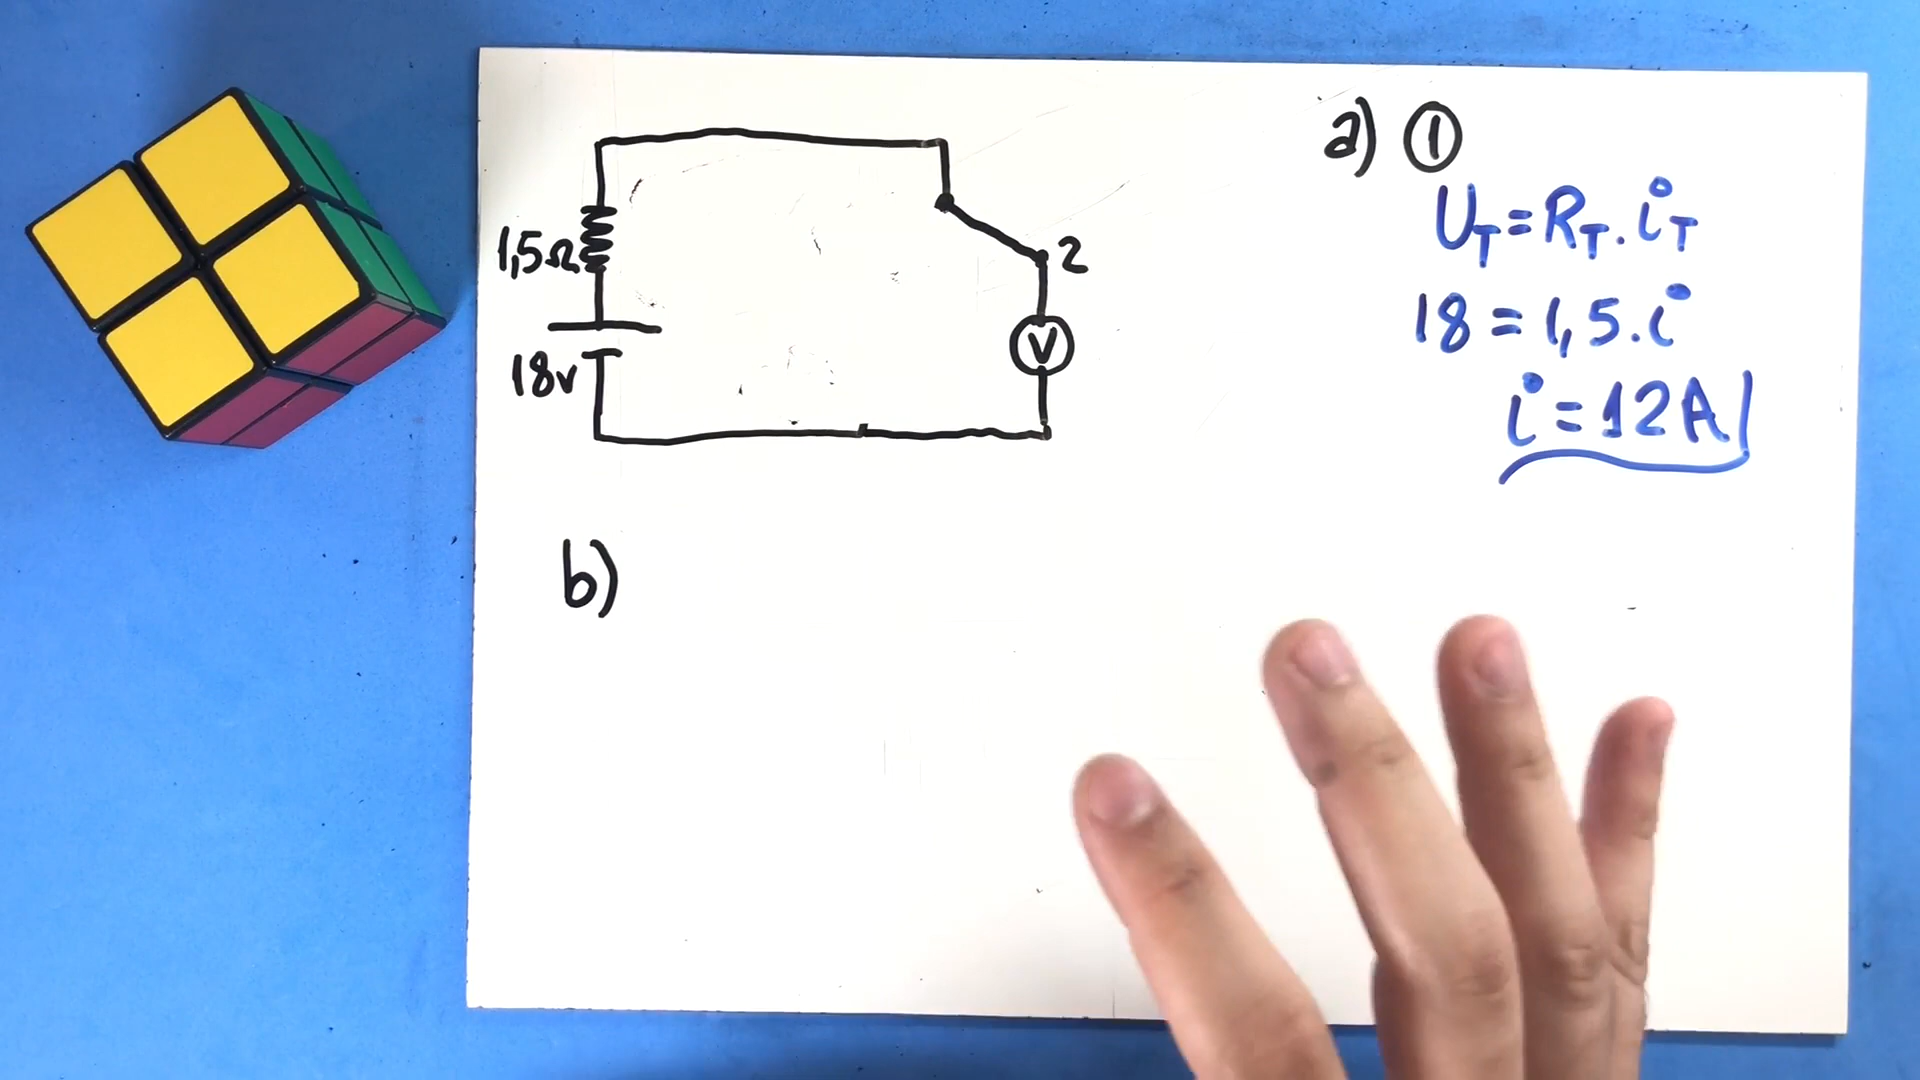 a) ①
U_T = R_T . i_T
18 = 1,5 . i
i = 12A
2
1,5Ω
V
18v
b)